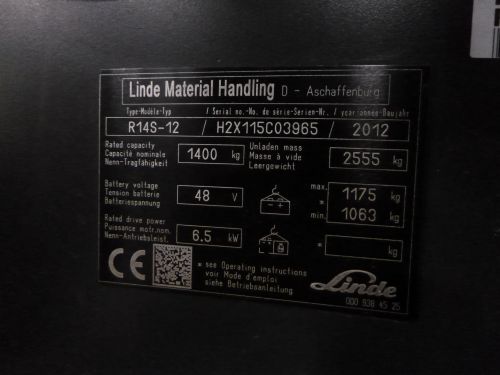 Linde Material Handling D - Aschaffenburg
Type-Modèle-Typ / Serial no.-No. de série-Serien-Nr. / year-année-Baujahr
R14S-12 / H2X115C03965 / 2012
Rated capacity
Capacité nominale
Nenn-Tragfähigkeit
1400 kg
Unladen mass
Masse à vide
Leergewicht
2555 kg
Battery voltage
Tension batterie
Batteriespannung
48 V
- +
max. * 1175 kg
min. * 1063 kg
Rated drive power
Puissance motr.nom.
Nenn-Antriebsleist.
6.5 kW
* kg
CE
* see Operating instructions
voir Mode d'emploi
siehe Betriebsanleitung
Linde
000 938 45 25